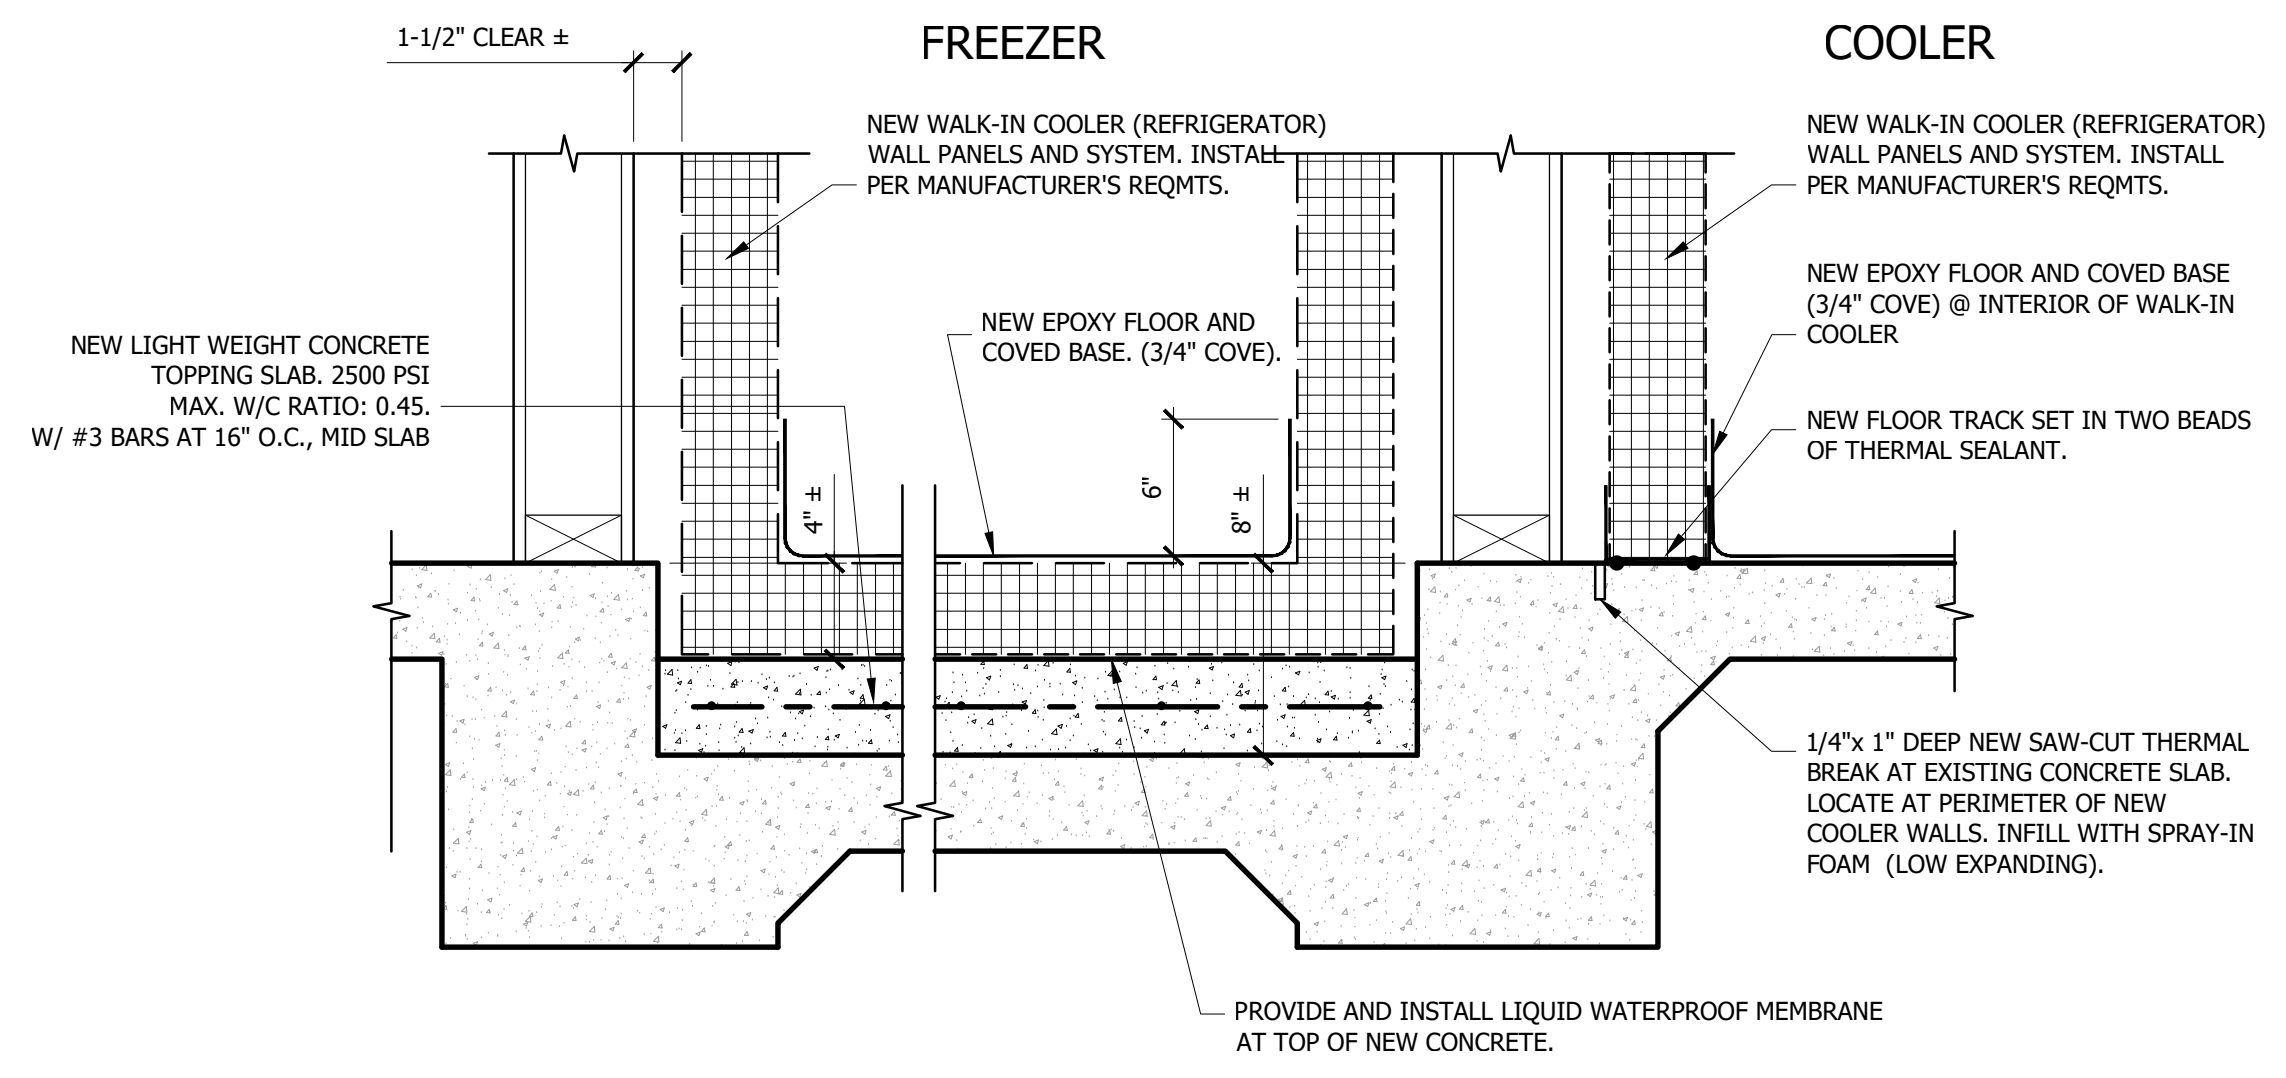 1-1/2" CLEAR ±
FREEZER
COOLER
NEW WALK-IN COOLER (REFRIGERATOR)
WALL PANELS AND SYSTEM. INSTALL
PER MANUFACTURER'S REQMTS.
NEW WALK-IN COOLER (REFRIGERATOR)
WALL PANELS AND SYSTEM. INSTALL
PER MANUFACTURER'S REQMTS.
NEW EPOXY FLOOR AND COVED BASE
(3/4" COVE) @ INTERIOR OF WALK-IN
COOLER
NEW EPOXY FLOOR AND
COVED BASE. (3/4" COVE).
NEW LIGHT WEIGHT CONCRETE
TOPPING SLAB. 2500 PSI
MAX. W/C RATIO: 0.45.
W/ #3 BARS AT 16" O.C., MID SLAB
NEW FLOOR TRACK SET IN TWO BEADS
OF THERMAL SEALANT.
4" ±
6"
8" ±
1/4"x 1" DEEP NEW SAW-CUT THERMAL
BREAK AT EXISTING CONCRETE SLAB.
LOCATE AT PERIMETER OF NEW
COOLER WALLS. INFILL WITH SPRAY-IN
FOAM  (LOW EXPANDING).
PROVIDE AND INSTALL LIQUID WATERPROOF MEMBRANE
AT TOP OF NEW CONCRETE.